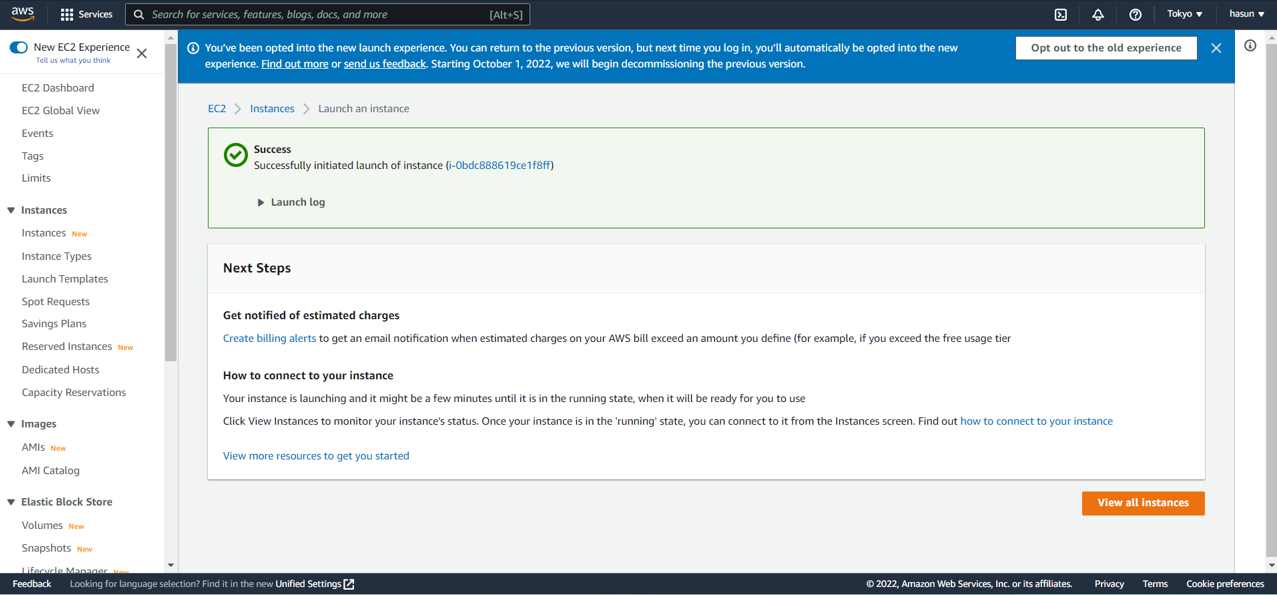 aws
Services
Search for services, features, blogs, docs, and more
[Alt+S]
Tokyo ▼
hasun ▼
New EC2 Experience
Tell us what you think
EC2 Dashboard
EC2 Global View
Events
Tags
Limits
Instances
Instances New
Instance Types
Launch Templates
Spot Requests
Savings Plans
Reserved Instances New
Dedicated Hosts
Capacity Reservations
Images
AMIs New
AMI Catalog
Elastic Block Store
Volumes New
Snapshots New
Lifecycle Manager New
You've been opted into the new launch experience. You can return to the previous version, but next time you log in, you'll automatically be opted into the new
experience. Find out more or send us feedback. Starting October 1, 2022, we will begin decommissioning the previous version.
Opt out to the old experience
EC2 > Instances > Launch an instance
Success
Successfully initiated launch of instance (i-0bdc888619ce1f8ff)
Launch log
Next Steps
Get notified of estimated charges
Create billing alerts to get an email notification when estimated charges on your AWS bill exceed an amount you define (for example, if you exceed the free usage tier
How to connect to your instance
Your instance is launching and it might be a few minutes until it is in the running state, when it will be ready for you to use
Click View Instances to monitor your instance's status. Once your instance is in the 'running' state, you can connect to it from the Instances screen. Find out how to connect to your instance
View more resources to get you started
View all instances
Feedback
Looking for language selection? Find it in the new Unified Settings
© 2022, Amazon Web Services, Inc. or its affiliates.
Privacy
Terms
Cookie preferences